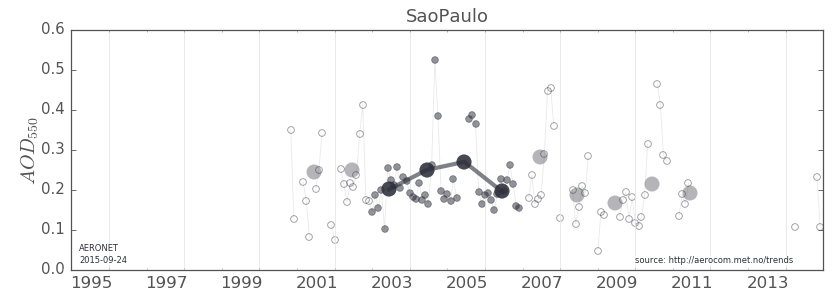 SaoPaulo
0.6
0.5
0.4
0.3
0.2
0.1
0.0
AOD550
AERONET
2015-09-24
source: http://aerocom.met.no/trends
1995 1997 1999 2001 2003 2005 2007 2009 2011 2013